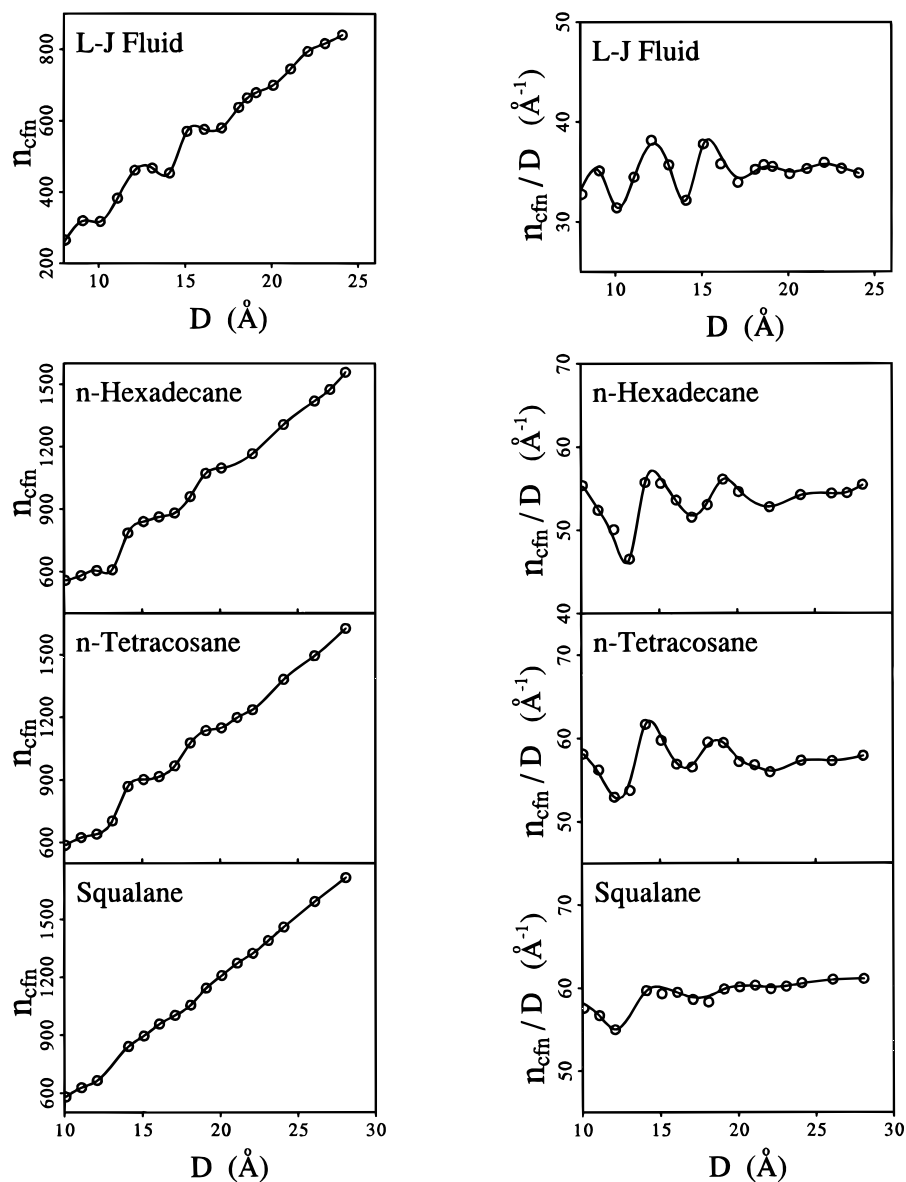 L-J Fluid
n_cfn
200 400 600 800
10 15 20 25
D (Å)
L-J Fluid
n_cfn / D (Å⁻¹)
30 40 50
10 15 20 25
D (Å)
n-Hexadecane
n_cfn
600 900 1200 1500
n-Hexadecane
n_cfn / D (Å⁻¹)
40 50 60 70
n-Tetracosane
n_cfn
600 900 1200 1500
n-Tetracosane
n_cfn / D (Å⁻¹)
50 60 70
Squalane
n_cfn
600 900 1200 1500
10 15 20 25 30
D (Å)
Squalane
n_cfn / D (Å⁻¹)
50 60 70
10 15 20 25 30
D (Å)